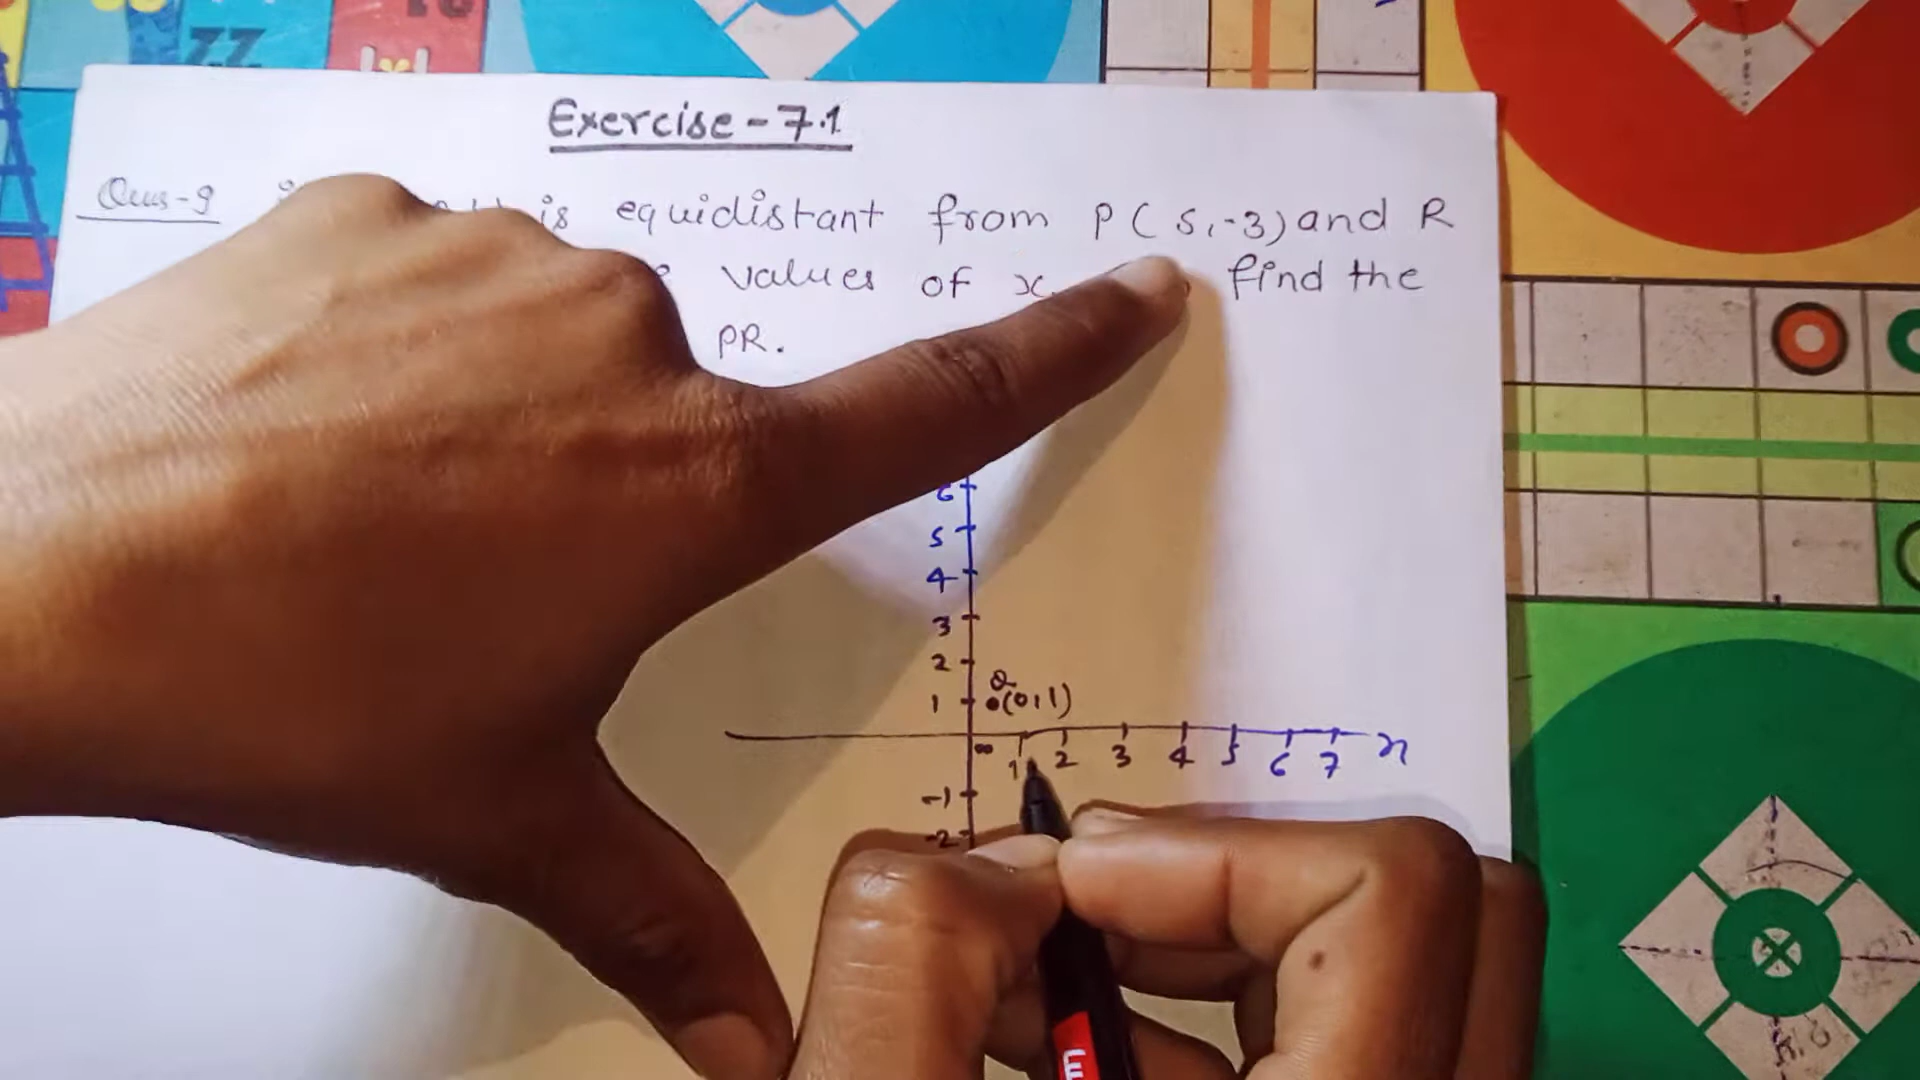 Exercise-7.1
Ques-9 is equidistant from P(5,-3) and R
values of x. find the
PR.
6
5
4
3
2
Q
1 (0,1)
1 2 3 4 5 6 7 x
-1
-2